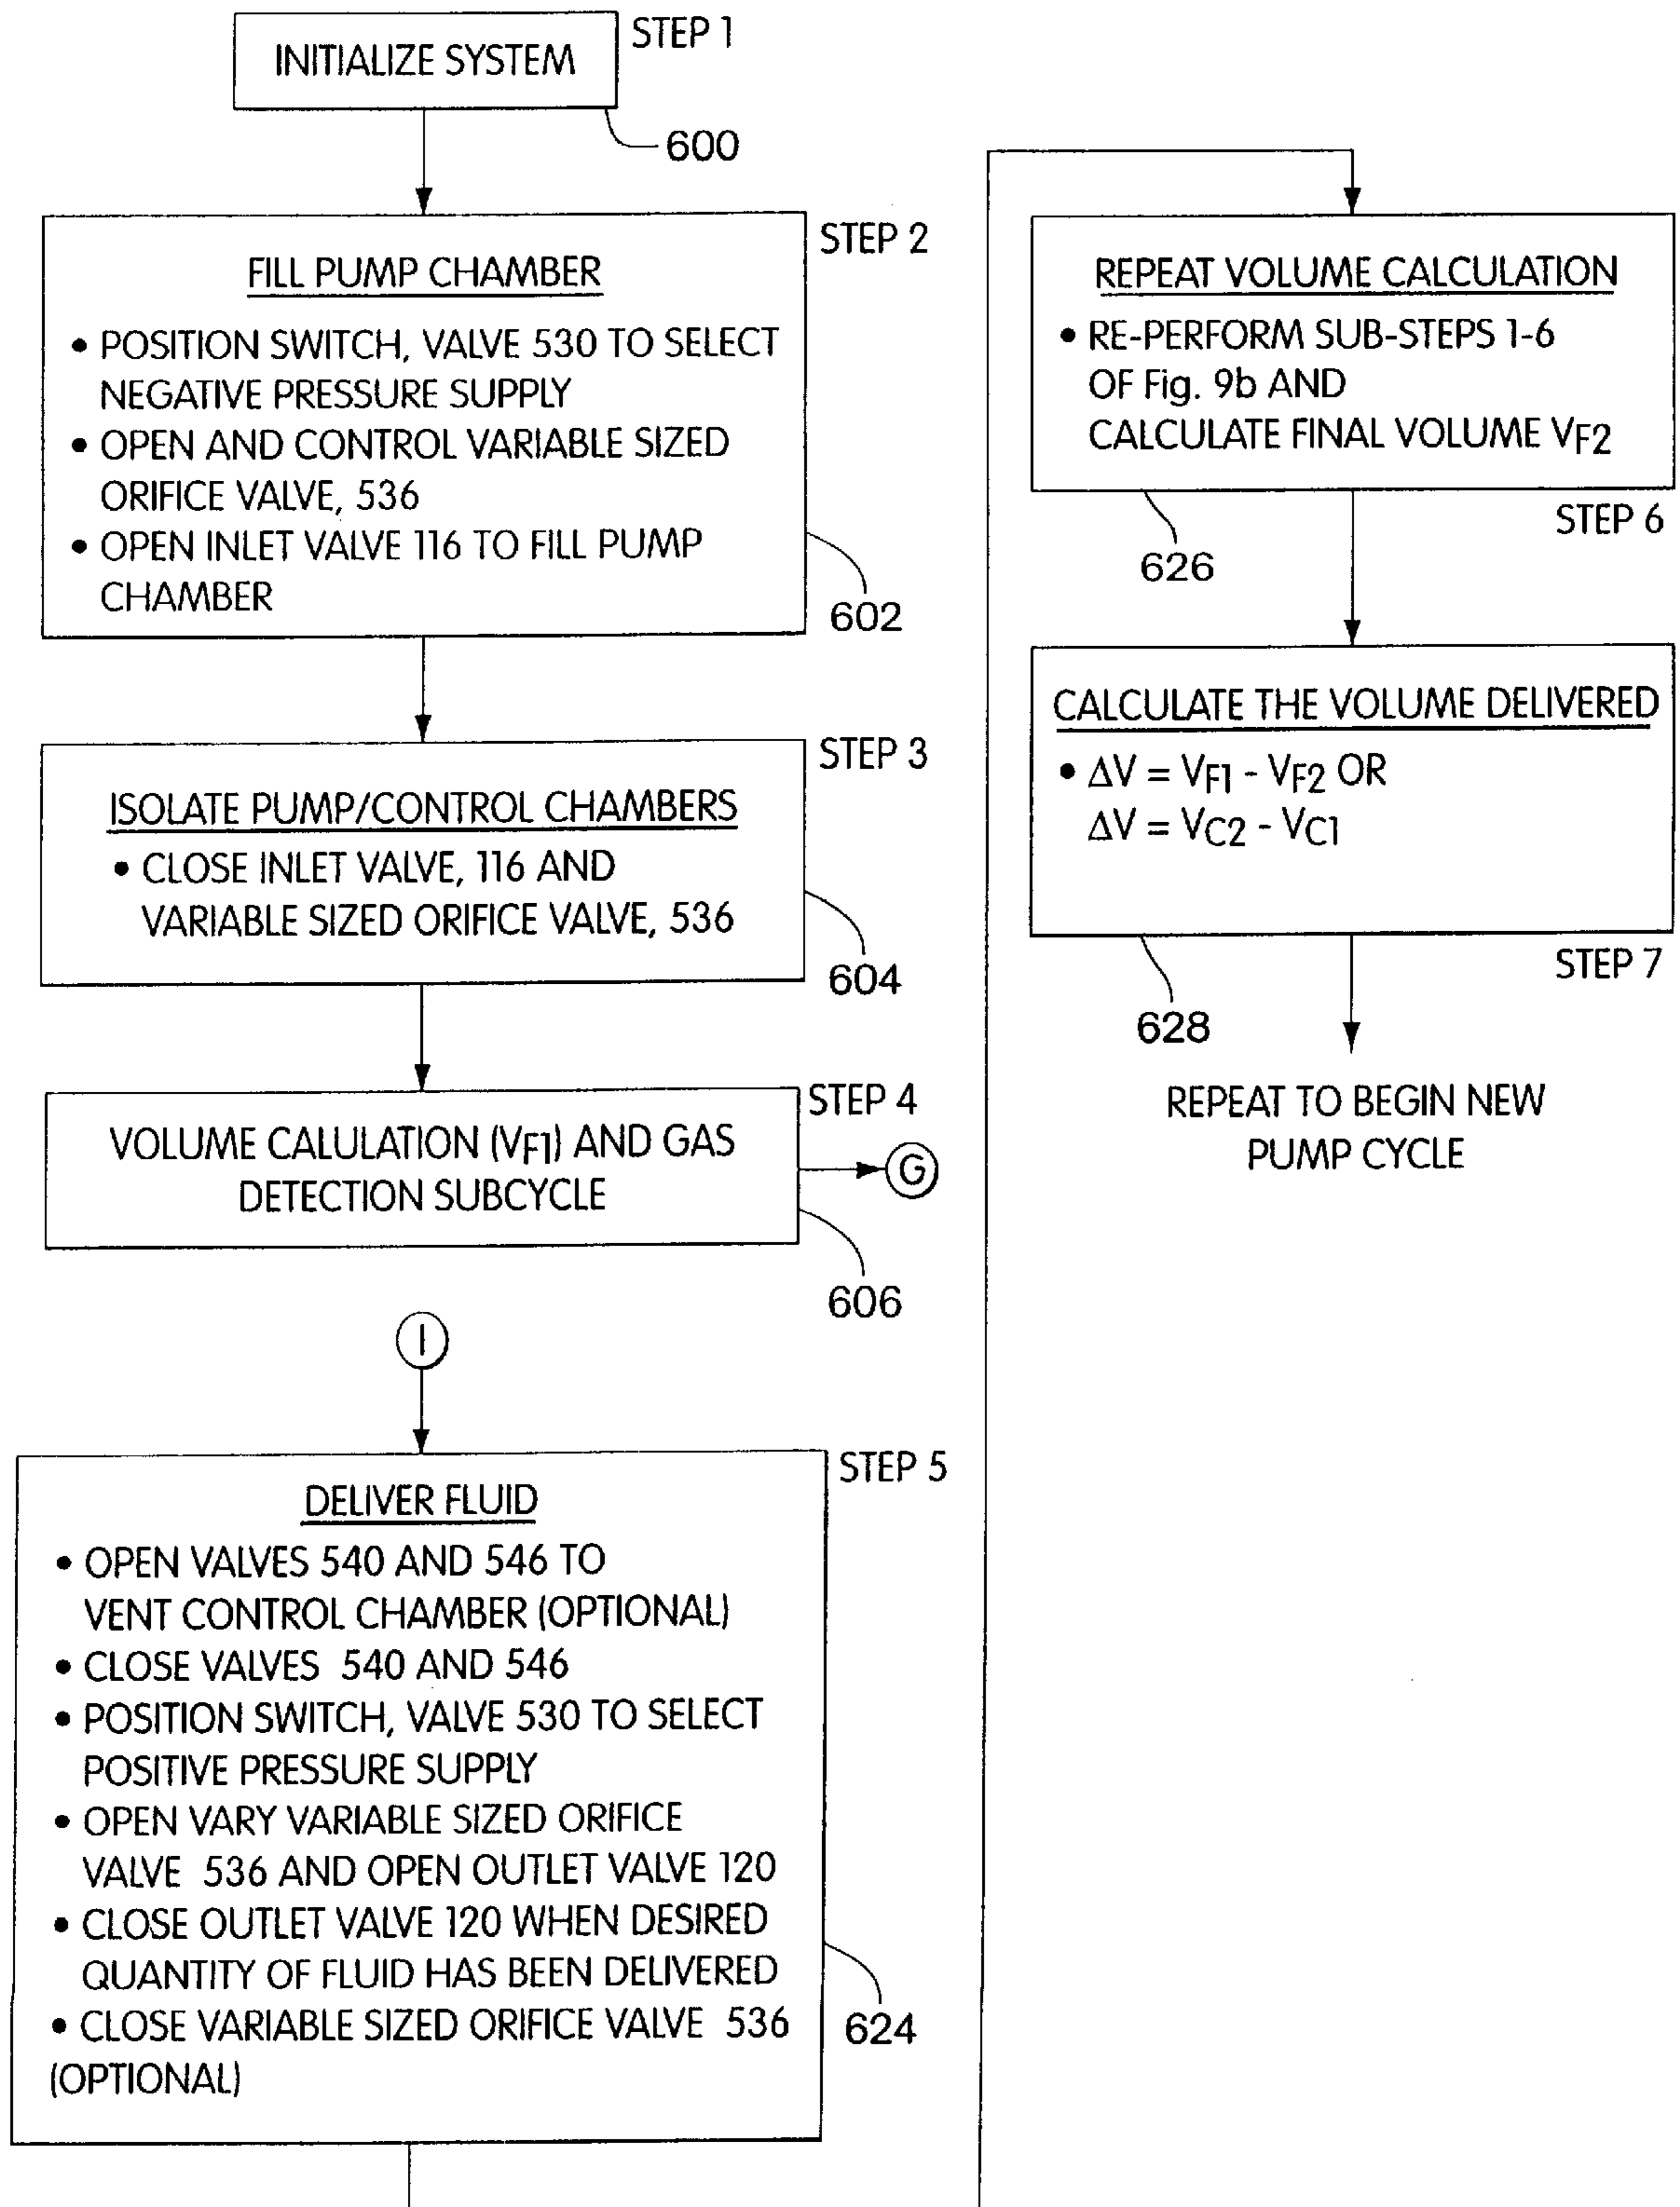 INITIALIZE SYSTEM
STEP 1
600
STEP 2
FILL PUMP CHAMBER
• POSITION SWITCH, VALVE 530 TO SELECT
NEGATIVE PRESSURE SUPPLY
• OPEN AND CONTROL VARIABLE SIZED
ORIFICE VALVE, 536
• OPEN INLET VALVE 116 TO FILL PUMP
CHAMBER
602
STEP 3
ISOLATE PUMP/CONTROL CHAMBERS
• CLOSE INLET VALVE, 116 AND
VARIABLE SIZED ORIFICE VALVE, 536
604
STEP 4
VOLUME CALULATION (VF1) AND GAS
DETECTION SUBCYCLE
G
606
I
STEP 5
DELIVER FLUID
• OPEN VALVES 540 AND 546 TO
VENT CONTROL CHAMBER (OPTIONAL)
• CLOSE VALVES 540 AND 546
• POSITION SWITCH, VALVE 530 TO SELECT
POSITIVE PRESSURE SUPPLY
• OPEN VARY VARIABLE SIZED ORIFICE
VALVE 536 AND OPEN OUTLET VALVE 120
• CLOSE OUTLET VALVE 120 WHEN DESIRED
QUANTITY OF FLUID HAS BEEN DELIVERED
• CLOSE VARIABLE SIZED ORIFICE VALVE 536
(OPTIONAL)
624
REPEAT VOLUME CALCULATION
• RE-PERFORM SUB-STEPS 1-6
OF Fig. 9b AND
CALCULATE FINAL VOLUME VF2
STEP 6
626
CALCULATE THE VOLUME DELIVERED
• ΔV = VF1 - VF2 OR
ΔV = VC2 - VC1
STEP 7
628
REPEAT TO BEGIN NEW
PUMP CYCLE